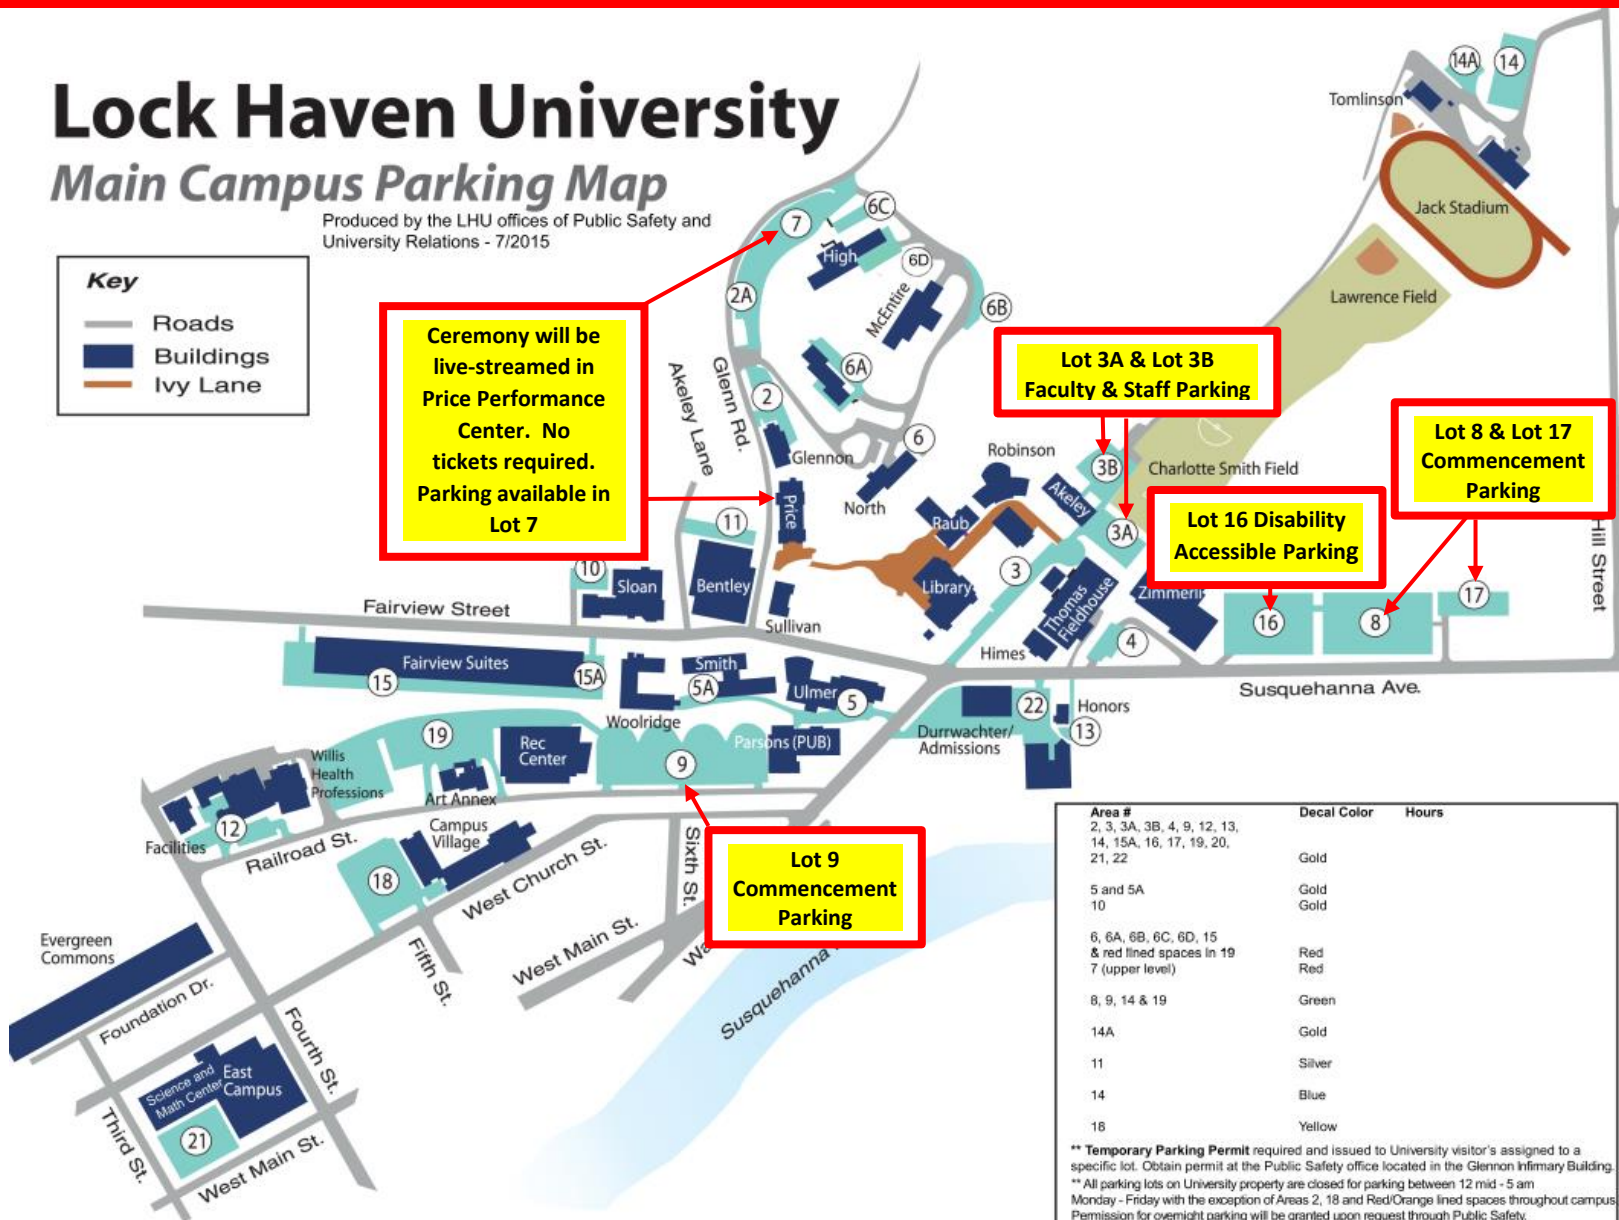 Lock Haven University
Main Campus Parking Map
Produced by the LHU offices of Public Safety and
University Relations - 7/2015
Key
Roads
Buildings
Ivy Lane
Ceremony will be
live-streamed in
Price Performance
Center. No
tickets required.
Parking available in
Lot 7
Lot 3A & Lot 3B
Faculty & Staff Parking
Lot 8 & Lot 17
Commencement
Parking
Lot 16 Disability
Accessible Parking
Lot 9
Commencement
Parking
14A
14
Tomlinson
Jack Stadium
Lawrence Field
Charlotte Smith Field
7
6C
High
6D
2A
McEntire
6B
6A
2
6
Glenn Rd.
Akeley Lane
Glennon
North
Robinson
3B
Akeley
3A
Price
Raub
11
10
Sloan
Bentley
Library
3
Thomas
Fieldhouse
Zimmerli
16
8
17
Hill Street
Fairview Street
Sullivan
Himes
4
Susquehanna Ave.
Fairview Suites
15
15A
Smith
5A
Ulmer
5
Woolridge
22
Honors
Durrwachter/
Admissions
13
19
Rec
Center
Parsons (PUB)
9
Willis
Health
Professions
Art Annex
12
Facilities
Railroad St.
Campus
Village
18
West Church St.
Sixth St.
Fifth St.
West Main St.
Wa
Susquehanna
Evergreen
Commons
Foundation Dr.
Fourth St.
Science and
Math Center
East
Campus
21
Third St.
West Main St.
Area # Decal Color Hours
2, 3, 3A, 3B, 4, 9, 12, 13,
14, 15A, 16, 17, 19, 20,
21, 22 Gold
5 and 5A Gold
10 Gold
6, 6A, 6B, 6C, 6D, 15
& red lined spaces in 19 Red
7 (upper level) Red
8, 9, 14 & 19 Green
14A Gold
11 Silver
14 Blue
18 Yellow
** Temporary Parking Permit required and issued to University visitor's assigned to a
specific lot. Obtain permit at the Public Safety office located in the Glennon Infirmary Building.
** All parking lots on University property are closed for parking between 12 mid - 5 am
Monday - Friday with the exception of Areas 2, 18 and Red/Orange lined spaces throughout campus.
Permission for overnight parking will be granted upon request through Public Safety.